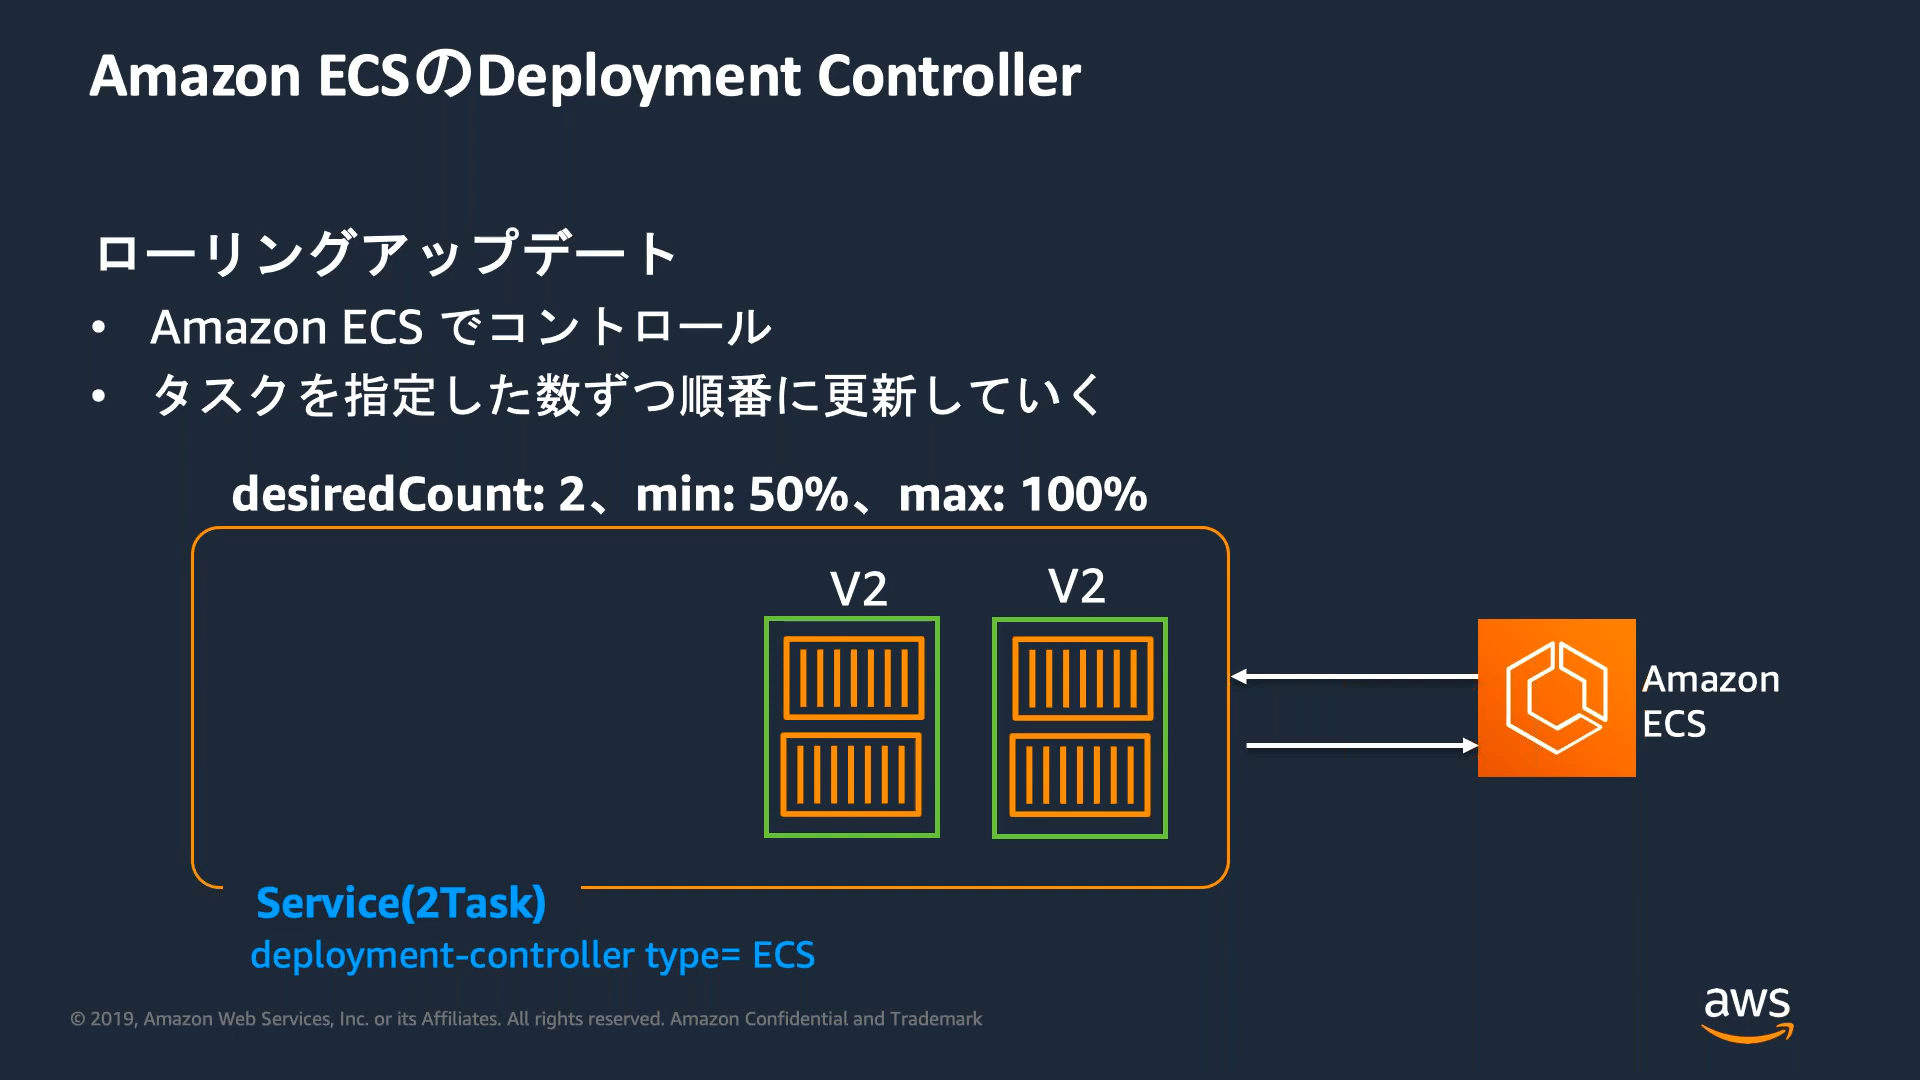 Amazon ECSのDeployment Controller
ローリングアップデート
• Amazon ECS でコントロール
• タスクを指定した数ずつ順番に更新していく
desiredCount: 2、min: 50%、max: 100%
V2
V2
Amazon
ECS
Service(2Task)
deployment-controller type= ECS
© 2019, Amazon Web Services, Inc. or its Affiliates. All rights reserved. Amazon Confidential and Trademark
aws